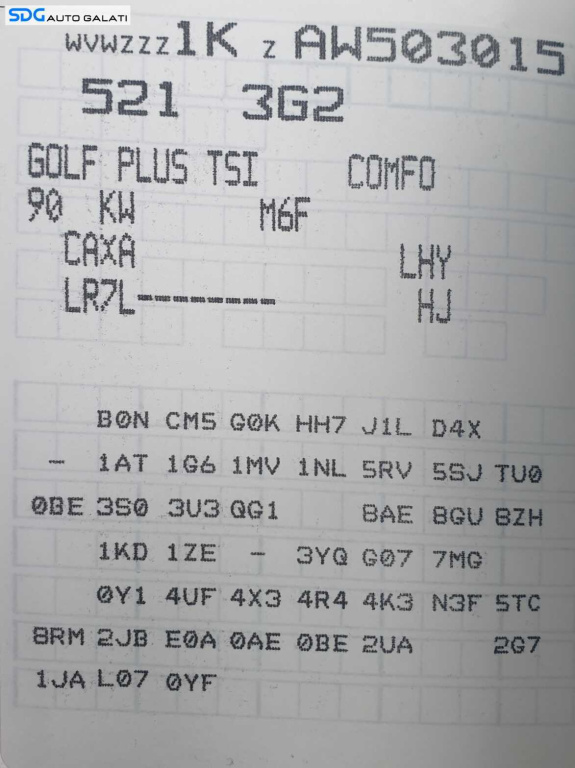 SDG AUTO GALATI
WVWZZZ1K Z AW503015
521 3G2
GOLF PLUS TSI COMFO
90 KW M6F
CAXA LHY
LR7L------- HJ
B0N CM5 G0K HH7 J1L D4X
- 1AT 1G6 1MV 1NL 5RV 5SJ TU0
0BE 3S0 3U3 QG1 8AE 8GU 8ZH
1KD 1ZE - 3YQ G07 7MG
0Y1 4UF 4X3 4R4 4K3 N3F 5TC
8RM 2JB E0A 0AE 0BE 2UA 2G7
1JA L07 0YF